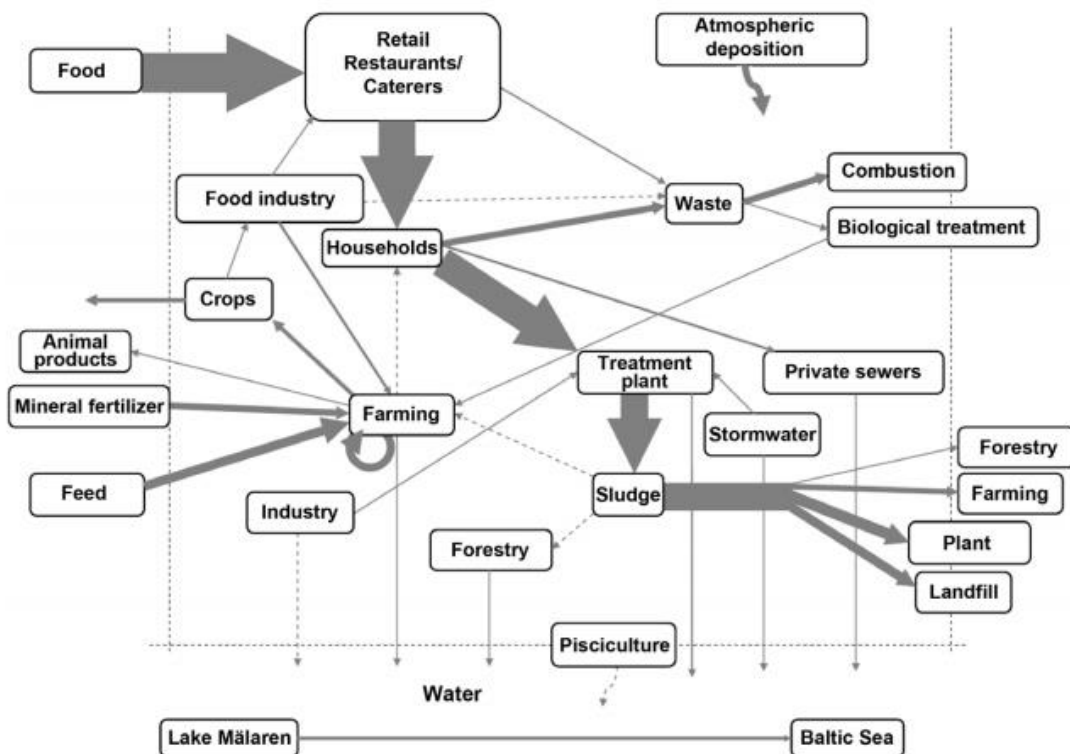 Retail
Restaurants/
Caterers
Atmospheric
deposition
Food
Combustion
Food industry
Waste
Biological treatment
Households
Crops
Animal
products
Treatment
plant
Private sewers
Mineral fertilizer
Farming
Stormwater
Forestry
Feed
Sludge
Farming
Industry
Forestry
Plant
Landfill
Pisciculture
Water
Lake Mälaren
Baltic Sea